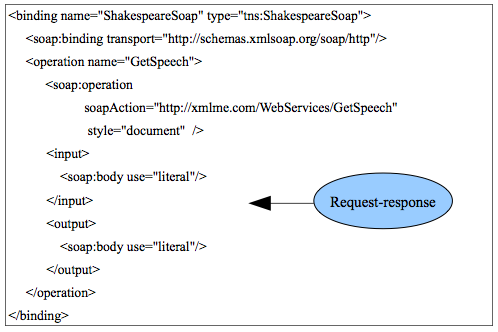 <binding name="ShakespeareSoap" type="tns:ShakespeareSoap">
<soap:binding transport="http://schemas.xmlsoap.org/soap/http"/>
<operation name="GetSpeech">
<soap:operation
soapAction="http://xmlme.com/WebServices/GetSpeech"
style="document" />
<input>
<soap:body use="literal"/>
</input>
Request-response
<output>
<soap:body use="literal"/>
</output>
</operation>
</binding>